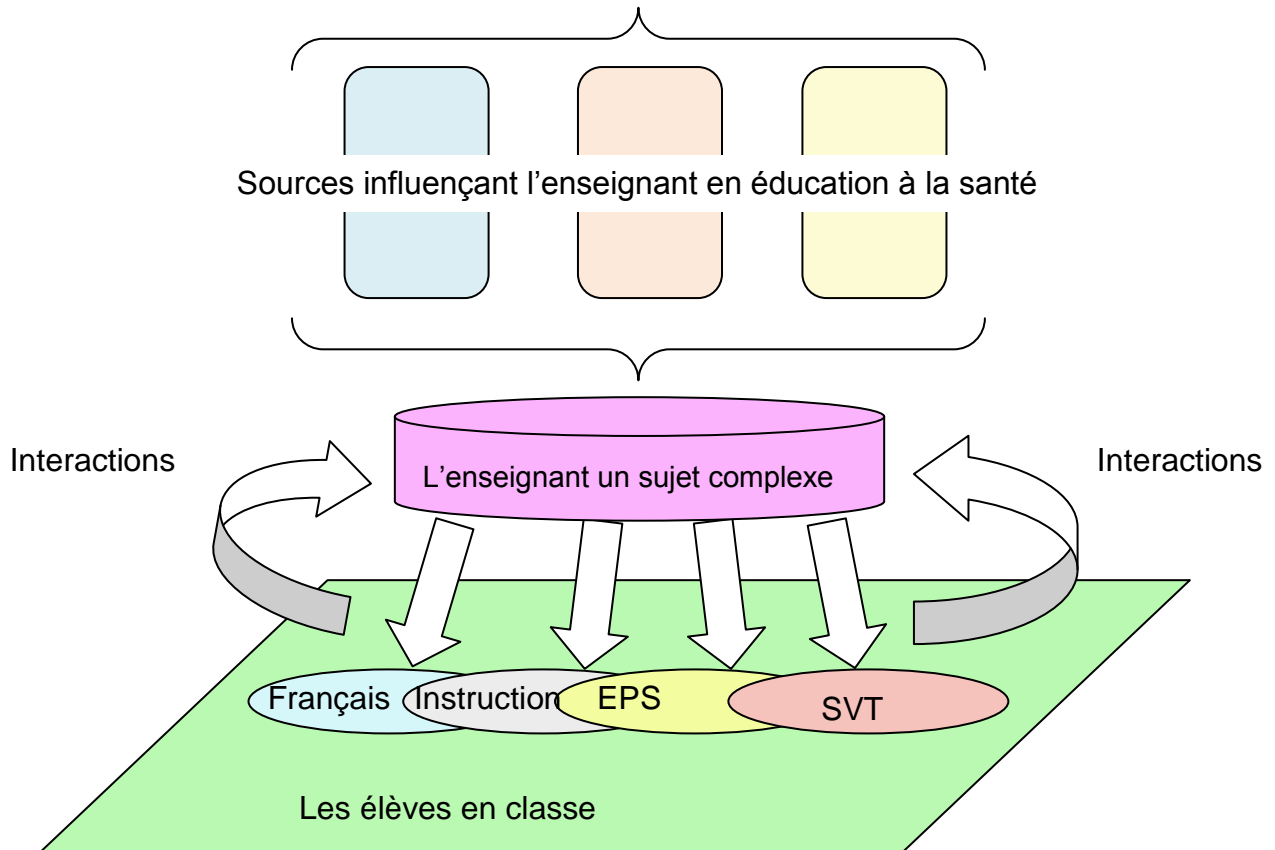 Sources influençant l’enseignant en éducation à la santé
Interactions
L’enseignant un sujet complexe
Interactions
Français
Instruction
EPS
SVT
Les élèves en classe